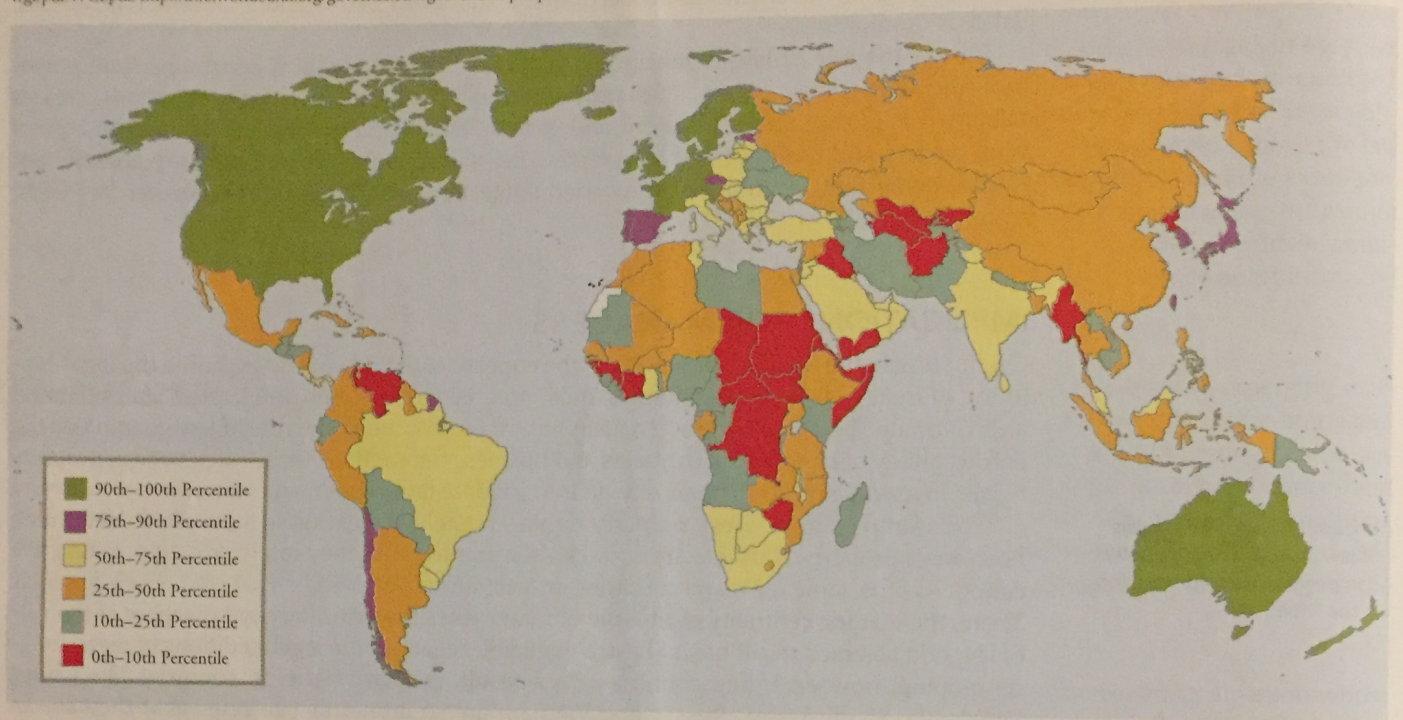 90th–100th Percentile
75th–90th Percentile
50th–75th Percentile
25th–50th Percentile
10th–25th Percentile
0th–10th Percentile